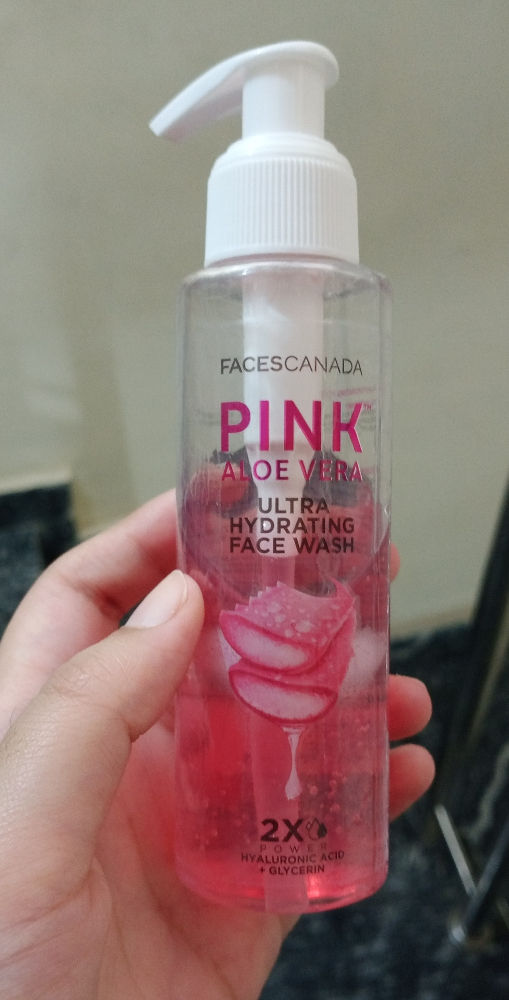 FACESCANADA
PINK™
ALOE VERA
ULTRA
HYDRATING
FACE WASH
2X
POWER
HYALURONIC ACID
+ GLYCERIN